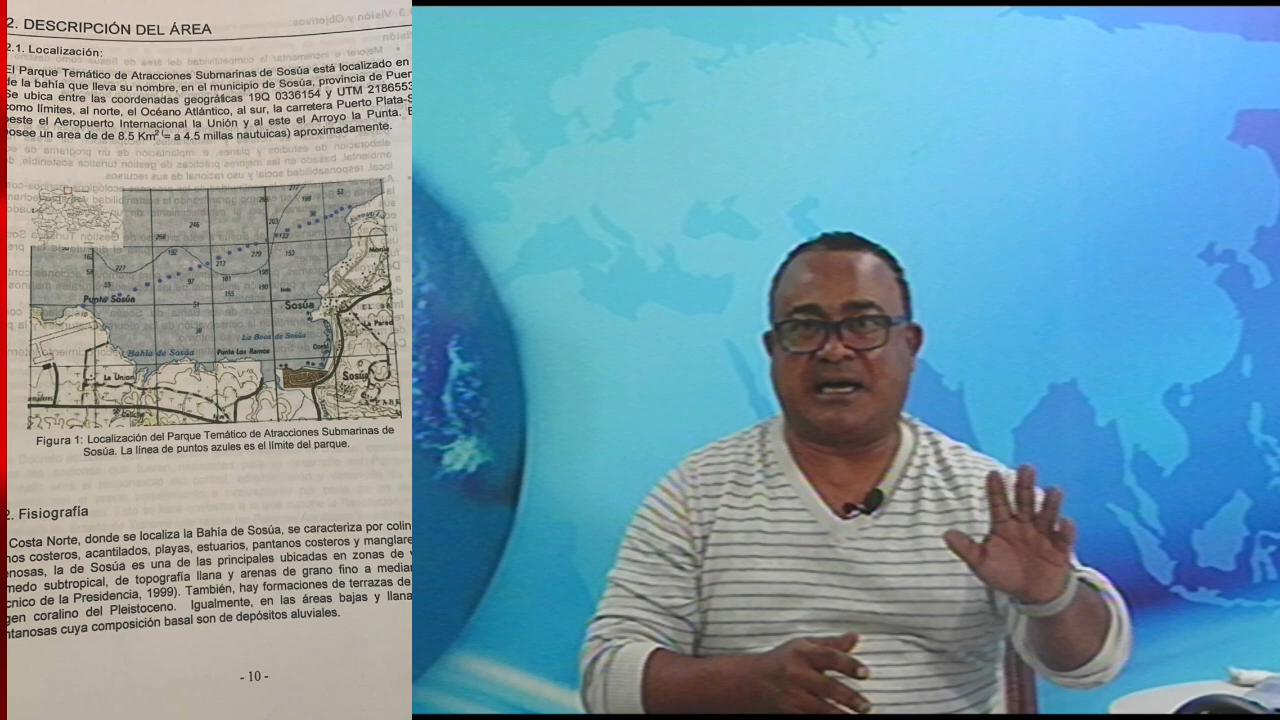 2. DESCRIPCIÓN DEL ÁREA
2.1. Localización:
El Parque Temático de Atracciones Submarinas de Sosúa está localizado en
de la bahía que lleva su nombre, en el municipio de Sosúa, provincia de Puer
Se ubica entre las coordenadas geográficas 19Q 0336154 y UTM 2186553
como límites, al norte, el Océano Atlántico, al sur, la carretera Puerto Plata-S
oeste el Aeropuerto Internacional la Unión y al este el Arroyo la Punta. E
posee un area de de 8.5 Km² (= a 4.5 millas nautuicas) aproximadamente.
Punta Sosúa
Sosúa
La Boca de Sosúa
Bahía de Sosúa
Punta Los Ramos
La Union
Sosúa
Figura 1: Localización del Parque Temático de Atracciones Submarinas de
Sosúa. La línea de puntos azules es el límite del parque.
2. Fisiografía
Costa Norte, donde se localiza la Bahía de Sosúa, se caracteriza por colin
nos costeros, acantilados, playas, estuarios, pantanos costeros y manglare
enosas, la de Sosúa es una de las principales ubicadas en zonas de
medo subtropical, de topografía llana y arenas de grano fino a media
cnico de la Presidencia, 1999). También, hay formaciones de terrazas de
gen coralino del Pleistoceno. Igualmente, en las áreas bajas y llana
ntanosas cuya composición basal son de depósitos aluviales.
- 10 -